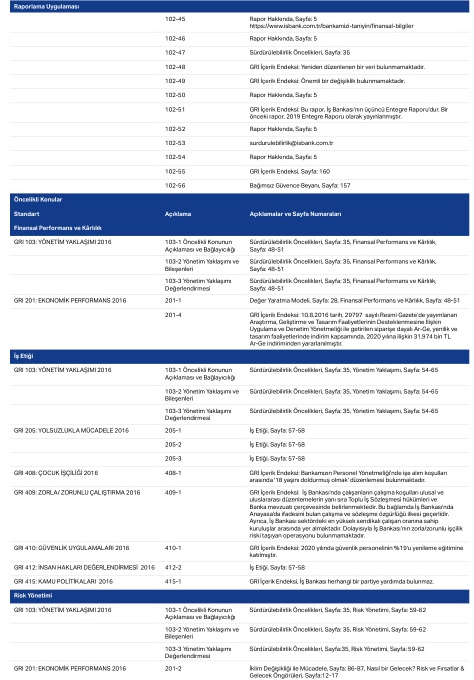 Raporlama Uygulaması
102-45 Rapor Hakkında, Sayfa: 5
https://www.isbank.com.tr/bankamizi-taniyin/finansal-bilgiler
102-46 Rapor Hakkında, Sayfa: 5
102-47 Sürdürülebilirlik Öncelikleri, Sayfa: 35
102-48 GRI İçerik Endeksi: Yeniden düzenlenen bir veri bulunmamaktadır.
102-49 GRI İçerik Endeksi: Önemli bir değişiklik bulunmamaktadır.
102-50 Rapor Hakkında, Sayfa: 5
102-51 GRI İçerik Endeksi: Bu rapor, İş Bankası'nın üçüncü Entegre Raporu'dur. Bir
önceki rapor, 2019 Entegre Raporu olarak yayınlanmıştır.
102-52 Rapor Hakkında, Sayfa: 5
102-53 surdurulebilirlik@isbank.com.tr
102-54 Rapor Hakkında, Sayfa: 5
102-55 GRI İçerik Endeksi, Sayfa: 160
102-56 Bağımsız Güvence Beyanı, Sayfa: 157
Öncelikli Konular
Standart Açıklama Açıklamalar ve Sayfa Numaraları
Finansal Performans ve Kârlılık
GRI 103: YÖNETİM YAKLAŞIMI 2016 103-1 Öncelikli Konunun Sürdürülebilirlik Öncelikleri, Sayfa: 35, Finansal Performans ve Kârlılık,
Açıklaması ve Bağlayıcılığı Sayfa: 48-51
103-2 Yönetim Yaklaşımı ve Sürdürülebilirlik Öncelikleri, Sayfa: 35, Finansal Performans ve Kârlılık,
Bileşenleri Sayfa: 48-51
103-3 Yönetim Yaklaşımı Sürdürülebilirlik Öncelikleri, Sayfa: 35, Finansal Performans ve Kârlılık,
Değerlendirmesi Sayfa: 48-51
GRI 201: EKONOMİK PERFORMANS 2016 201-1 Değer Yaratma Modeli, Sayfa: 28, Finansal Performans ve Kârlılık, Sayfa: 48-51
201-4 GRI İçerik Endeksi: 10.8.2016 tarih, 29797 sayılı Resmi Gazete'de yayımlanan
Araştırma, Geliştirme ve Tasarım Faaliyetlerinin Desteklenmesine İlişkin
Uygulama ve Denetim Yönetmeliği ile getirilen siparişe dayalı Ar-Ge, yenilik ve
tasarım faaliyetlerinde indirim kapsamında, 2020 yılına ilişkin 31.974 bin TL
Ar-Ge indiriminden yararlanılmıştır.
İş Etiği
GRI 103: YÖNETİM YAKLAŞIMI 2016 103-1 Öncelikli Konunun Sürdürülebilirlik Öncelikleri, Sayfa: 35, Yönetim Yaklaşımı, Sayfa: 54-65
Açıklaması ve Bağlayıcılığı
103-2 Yönetim Yaklaşımı ve Sürdürülebilirlik Öncelikleri, Sayfa: 35, Yönetim Yaklaşımı, Sayfa: 54-65
Bileşenleri
103-3 Yönetim Yaklaşımı Sürdürülebilirlik Öncelikleri, Sayfa: 35, Yönetim Yaklaşımı, Sayfa: 54-65
Değerlendirmesi
GRI 205: YOLSUZLUKLA MÜCADELE 2016 205-1 İş Etiği, Sayfa: 57-58
205-2 İş Etiği, Sayfa: 57-58
205-3 İş Etiği, Sayfa: 57-58
GRI 408: ÇOCUK İŞÇİLİĞİ 2016 408-1 GRI İçerik Endeksi: Bankamızın Personel Yönetmeliği'nde işe alım koşulları
arasında '18 yaşını doldurmuş olmak' düzenlemesi bulunmaktadır.
GRI 409: ZORLA/ ZORUNLU ÇALIŞTIRMA 2016 409-1 GRI İçerik Endeksi: İş Bankası'nda çalışanların çalışma koşulları ulusal ve
uluslararası düzenlemelerin yanı sıra Toplu İş Sözleşmesi hükümleri ve
Banka mevzuatı çerçevesinde belirlenmektedir. Bu bağlamda İş Bankası'nda
Anayasa'da ifadesini bulan çalışma ve sözleşme özgürlüğü ilkesi geçerlidir.
Ayrıca, İş Bankası sektördeki en yüksek sendikalı çalışan oranına sahip
kuruluşlar arasında yer almaktadır. Dolayısıyla İş Bankası'nın zorla/zorunlu işçilik
riski taşıyan operasyonu bulunmamaktadır.
GRI 410: GÜVENLİK UYGULAMALARI 2016 410-1 GRI İçerik Endeksi: 2020 yılında güvenlik personelinin %19'u yenileme eğitimine
katılmıştır.
GRI 412: İNSAN HAKLARI DEĞERLENDİRMESİ 2016 412-2 İş Etiği, Sayfa: 57-58
GRI 415: KAMU POLİTİKALARI 2016 415-1 GRI İçerik Endeksi, İş Bankası herhangi bir partiye yardımda bulunmaz.
Risk Yönetimi
GRI 103: YÖNETİM YAKLAŞIMI 2016 103-1 Öncelikli Konunun Sürdürülebilirlik Öncelikleri, Sayfa: 35, Risk Yönetimi, Sayfa: 59-62
Açıklaması ve Bağlayıcılığı
103-2 Yönetim Yaklaşımı ve Sürdürülebilirlik Öncelikleri, Sayfa: 35, Risk Yönetimi, Sayfa: 59-62
Bileşenleri
103-3 Yönetim Yaklaşımı Sürdürülebilirlik Öncelikleri, Sayfa:35, Risk Yönetimi, Sayfa: 59-62
Değerlendirmesi
GRI 201: EKONOMİK PERFORMANS 2016 201-2 İklim Değişikliği ile Mücadele, Sayfa: 86-87, Nasıl bir Gelecek? Risk ve Fırsatlar &
Gelecek Öngörüleri, Sayfa:12-17